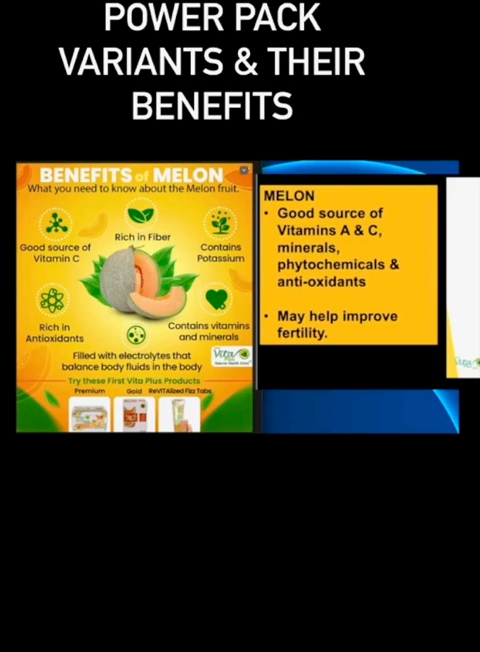 POWER PACK
VARIANTS & THEIR
BENEFITS
BENEFITS of MELON
What you need to know about the Melon fruit.
Good source of
Vitamin C
Rich in Fiber
Contains
Potassium
Rich in
Antioxidants
Contains vitamins
and minerals
Filled with electrolytes that
balance body fluids in the body
Vita
Try these First Vita Plus Products
Premium
Gold
ReVITAlized Fizz Tabs
MELON
• Good source of
Vitamins A & C,
minerals,
phytochemicals &
anti-oxidants
• May help improve
fertility.